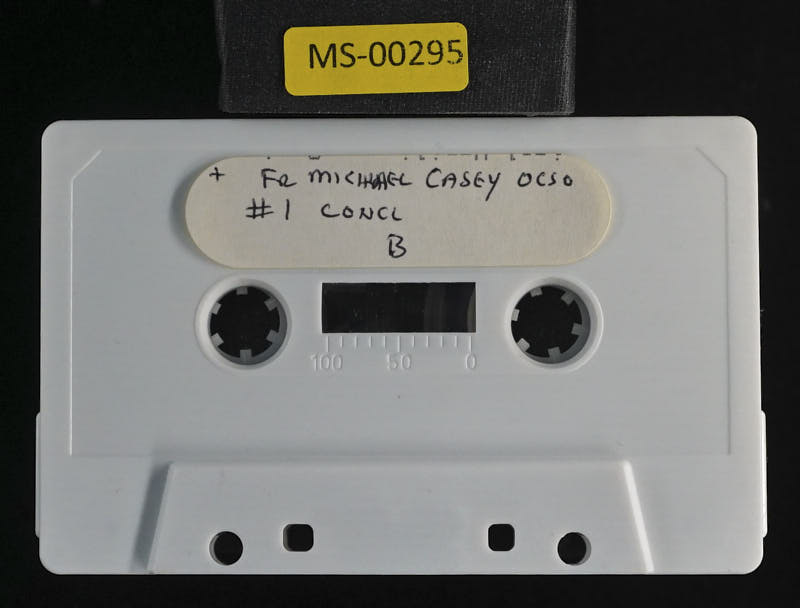 MS-00295
+ FR MICHAEL CASEY OCSO
#1 CONCL
B
100 50 0